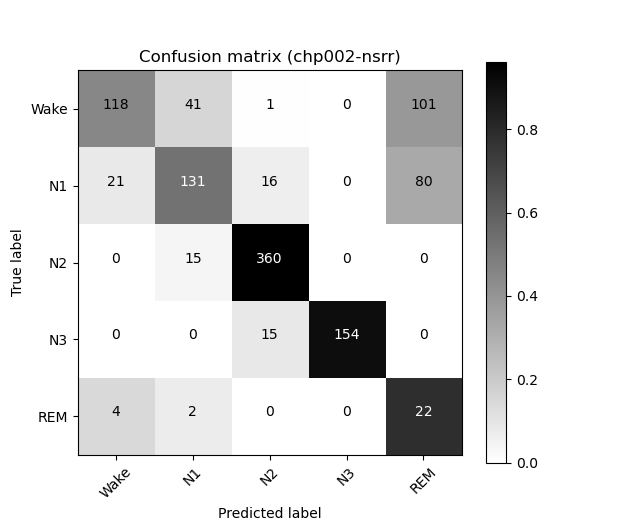 Confusion matrix (chp002-nsrr)
Wake 118 41 1 0 101
N1 21 131 16 0 80
N2 0 15 360 0 0
N3 0 0 15 154 0
REM 4 2 0 0 22
Wake N1 N2 N3 REM
Predicted label
True label
0.8
0.6
0.4
0.2
0.0